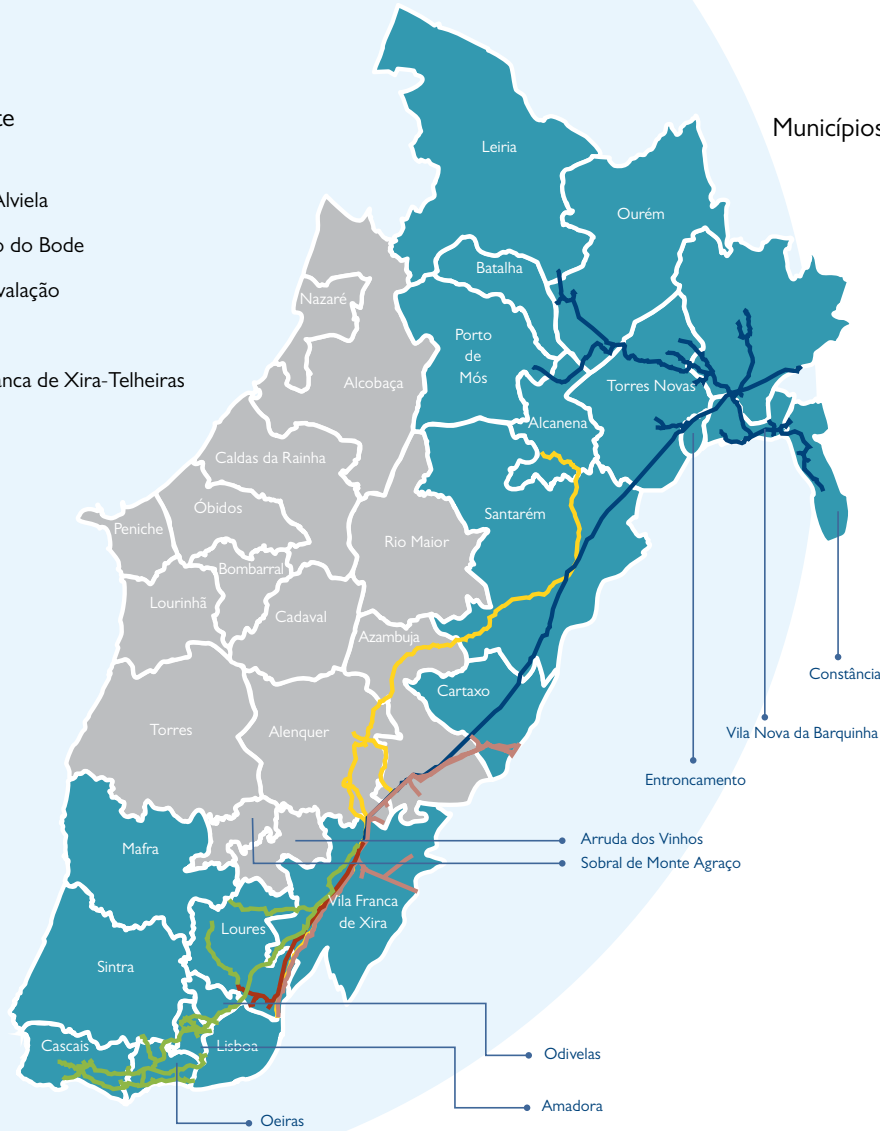 te
Municípios
Alviela
o do Bode
valação
anca de Xira-Telheiras
Leiria
Ourém
Batalha
Nazaré
Porto
de
Mós
Alcobaça
Torres Novas
Alcanena
Caldas da Rainha
Óbidos
Santarém
Peniche
Rio Maior
Bombarral
Lourinhã
Cadaval
Azambuja
Constância
Cartaxo
Torres
Alenquer
Vila Nova da Barquinha
Entroncamento
Arruda dos Vinhos
Mafra
Sobral de Monte Agraço
Vila Franca
de Xira
Loures
Sintra
Cascais
Lisboa
Odivelas
Amadora
Oeiras